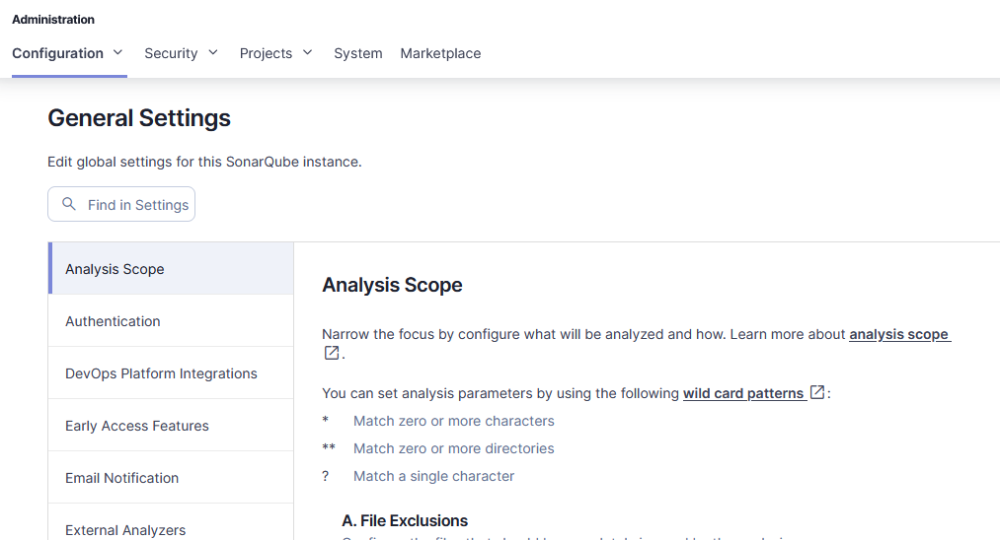 Administration
Configuration Security Projects System Marketplace
General Settings
Edit global settings for this SonarQube instance.
Find in Settings
Analysis Scope
Authentication
DevOps Platform Integrations
Early Access Features
Email Notification
External Analyzers
Analysis Scope
Narrow the focus by configure what will be analyzed and how. Learn more about analysis scope
.
You can set analysis parameters by using the following wild card patterns :
* Match zero or more characters
** Match zero or more directories
? Match a single character
A. File Exclusions